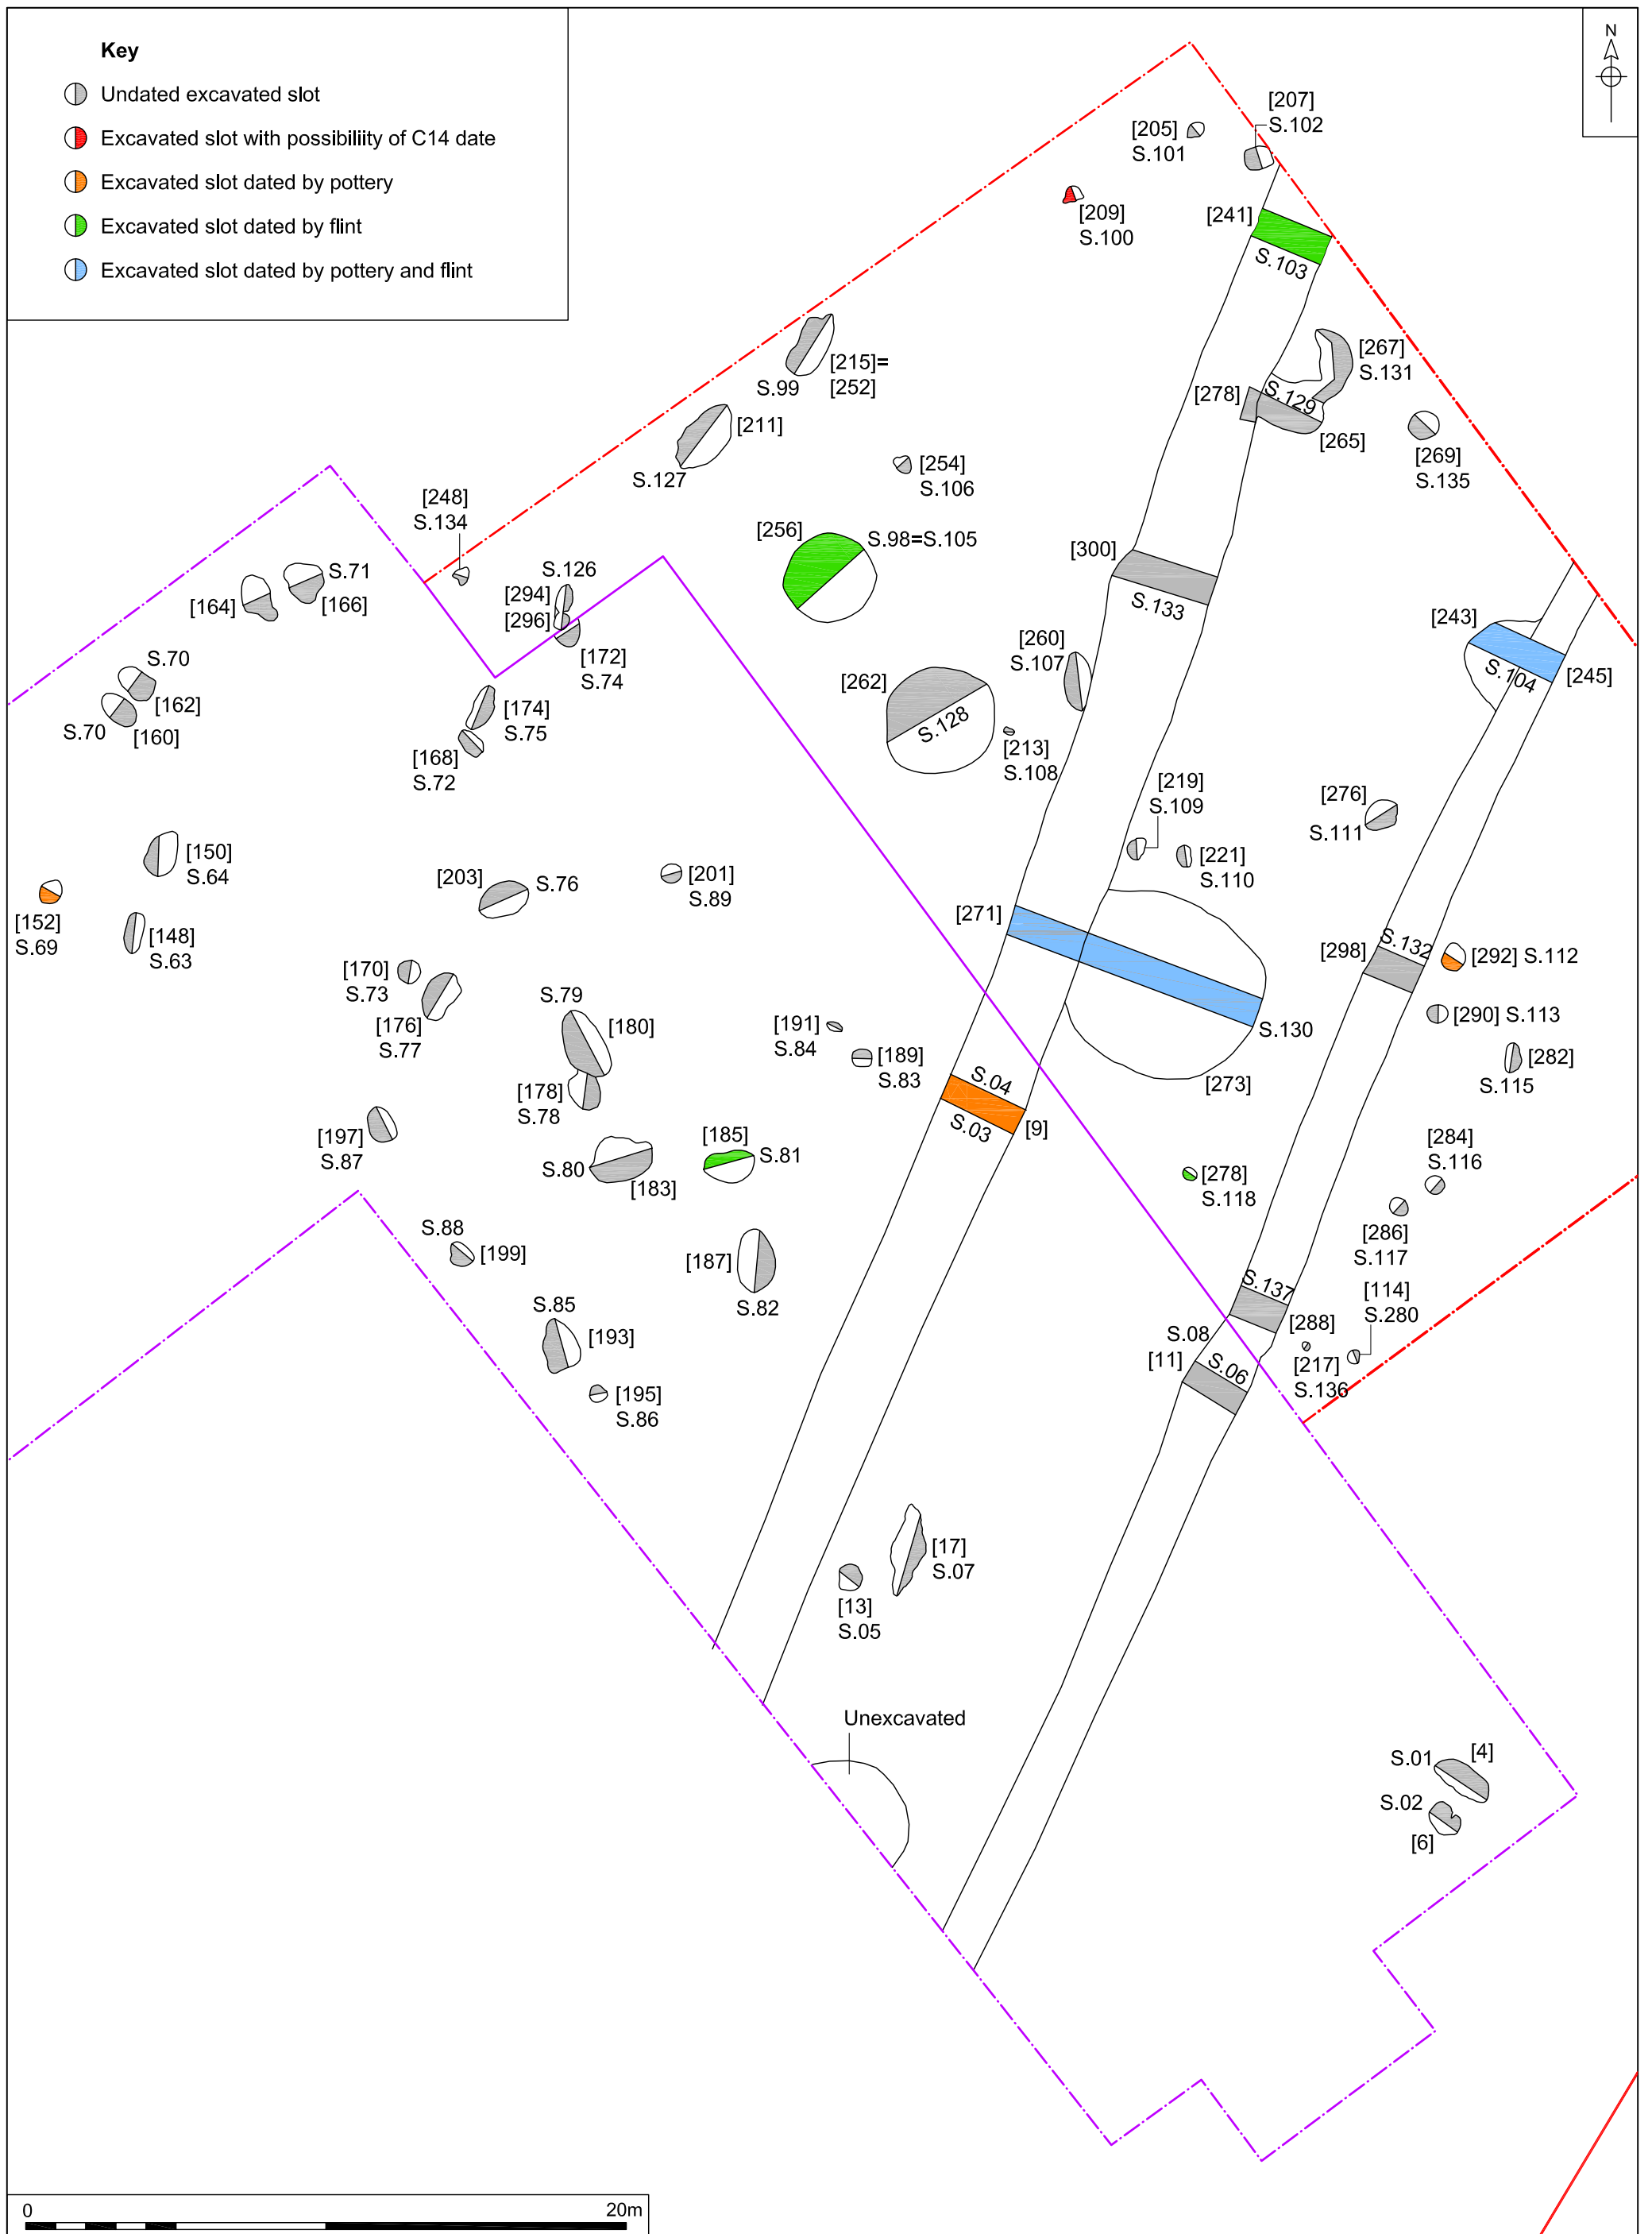 Key
Undated excavated slot
Excavated slot with possibiliity of C14 date
Excavated slot dated by pottery
Excavated slot dated by flint
Excavated slot dated by pottery and flint
N
[207]
S.102
[205]
S.101
[209]
S.100
[241]
S.103
[215]=
[252]
S.99
[267]
S.131
[278]
S.129
[265]
[211]
S.127
[269]
S.135
[254]
S.106
[248]
S.134
[256]
S.98=S.105
[300]
S.133
S.71
[164]
[166]
S.126
[294]
[296]
[172]
S.74
[243]
S.104
[245]
[260]
S.107
[262]
S.128
S.70
[162]
S.70
[160]
[174]
S.75
[168]
S.72
[213]
S.108
[219]
S.109
[276]
S.111
[221]
S.110
[150]
S.64
[203]
S.76
[201]
S.89
[152]
S.69
[148]
S.63
[271]
S.130
[273]
[298]
S.132
[292] S.112
[290] S.113
[282]
S.115
[170]
S.73
[176]
S.77
S.79
[180]
[178]
S.78
[191]
S.84
[189]
S.83
S.04
S.03
[9]
[197]
S.87
S.80
[183]
[185]
S.81
[278]
S.118
[284]
S.116
[286]
S.117
S.88
[199]
[187]
S.82
S.137
[288]
[114]
S.280
S.85
[193]
S.08
[11]
S.06
[217]
S.136
[195]
S.86
[17]
S.07
[13]
S.05
Unexcavated
S.01
[4]
S.02
[6]
0
20m